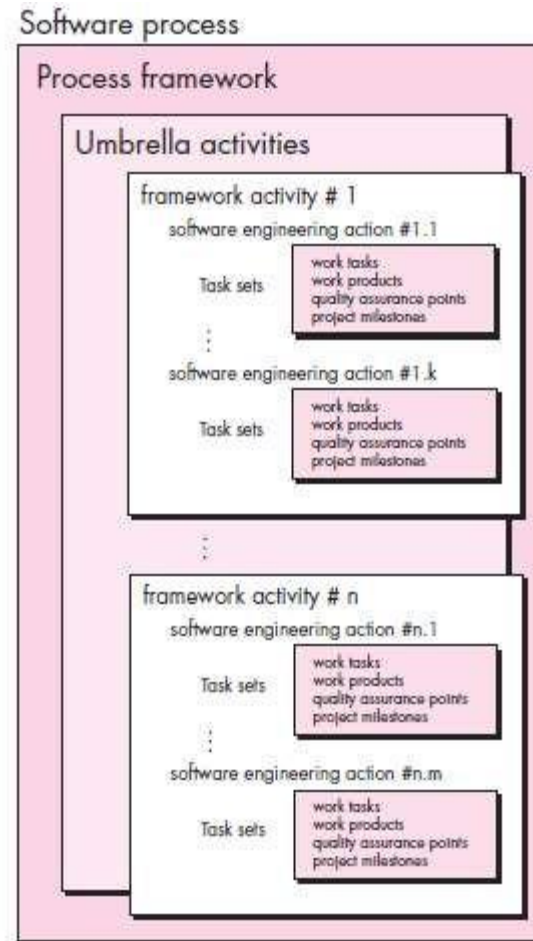 Software process
Process framework
Umbrella activities
framework activity # 1
software engineering action #1.1
Task sets
work tasks
work products
quality assurance points
project milestones
software engineering action #1.k
Task sets
work tasks
work products
quality assurance points
project milestones
framework activity # n
software engineering action #n.1
Task sets
work tasks
work products
quality assurance points
project milestones
software engineering action #n.m
Task sets
work tasks
work products
quality assurance points
project milestones